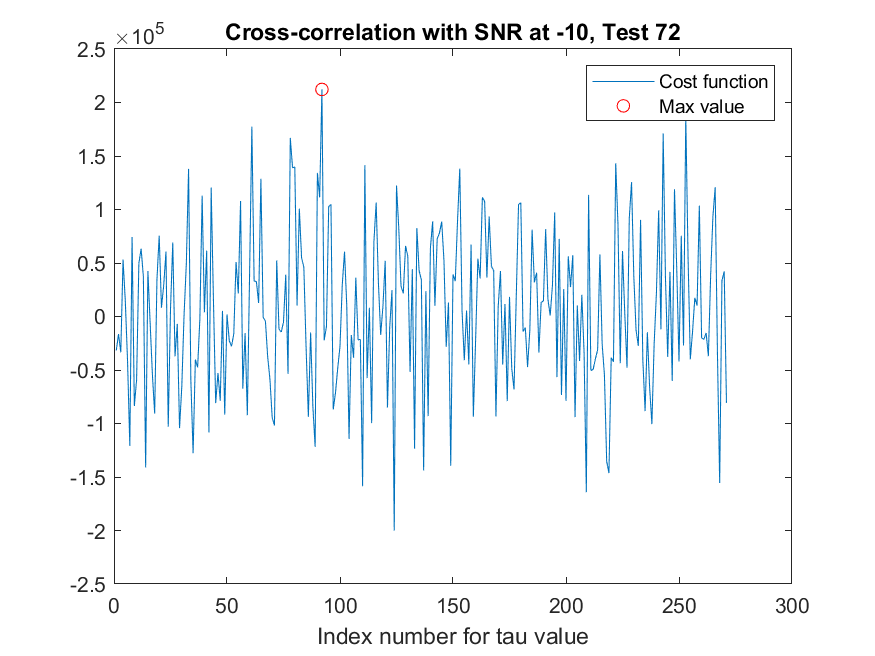 Cross-correlation with SNR at -10, Test 72
×10⁵
2.5
2
1.5
1
0.5
0
-0.5
-1
-1.5
-2
-2.5
Cost function
Max value
0 50 100 150 200 250 300
Index number for tau value